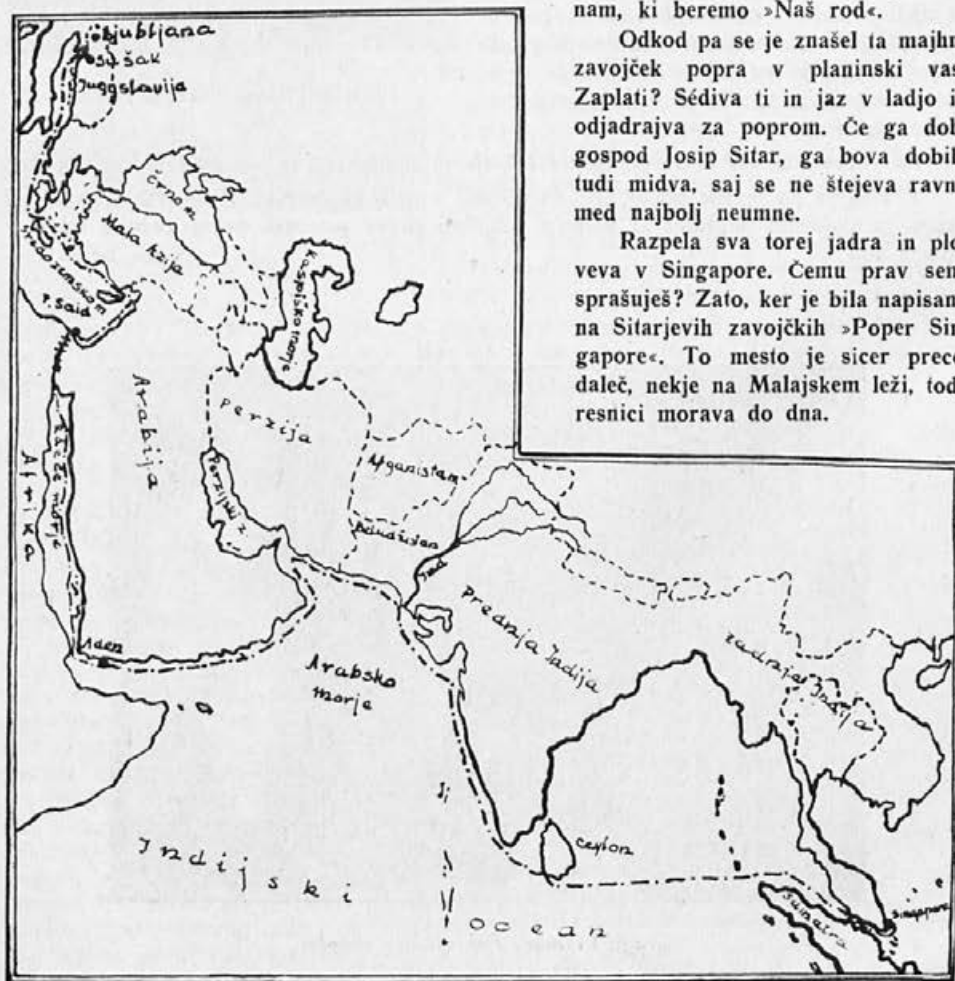 nam, ki beremo »Naš rod«.
Odkod pa se je znašel ta majhn
zavojček popra v planinski vas
Zaplati? Sédiva ti in jaz v ladjo i
odjadrajva za poprom. Če ga dob
gospod Josip Sitar, ga bova dobil
tudi midva, saj se ne štejeva ravn
med najbolj neumne.
Razpela sva torej jadra in plo
veva v Singapore. Čemu prav sem
sprašuješ? Zato, ker je bila napisan
na Sitarjevih zavojčkih »Poper Sin
gapore«. To mesto je sicer prece
daleč, nekje na Malajskem leži, tod
resnici morava do dna.
Ljubljana
Sušak
Jugoslavija
Črno m.
Mala Azija
Kaspijsko morje
P. Said
Arabija
Perzija
Afganistan
Afrika
Perzijski z.
Ind
Prednja Indija
Zadnja Indija
Aden
Arabsko
morje
Ceylon
Indijski
ocean
Sumatra
Singapore